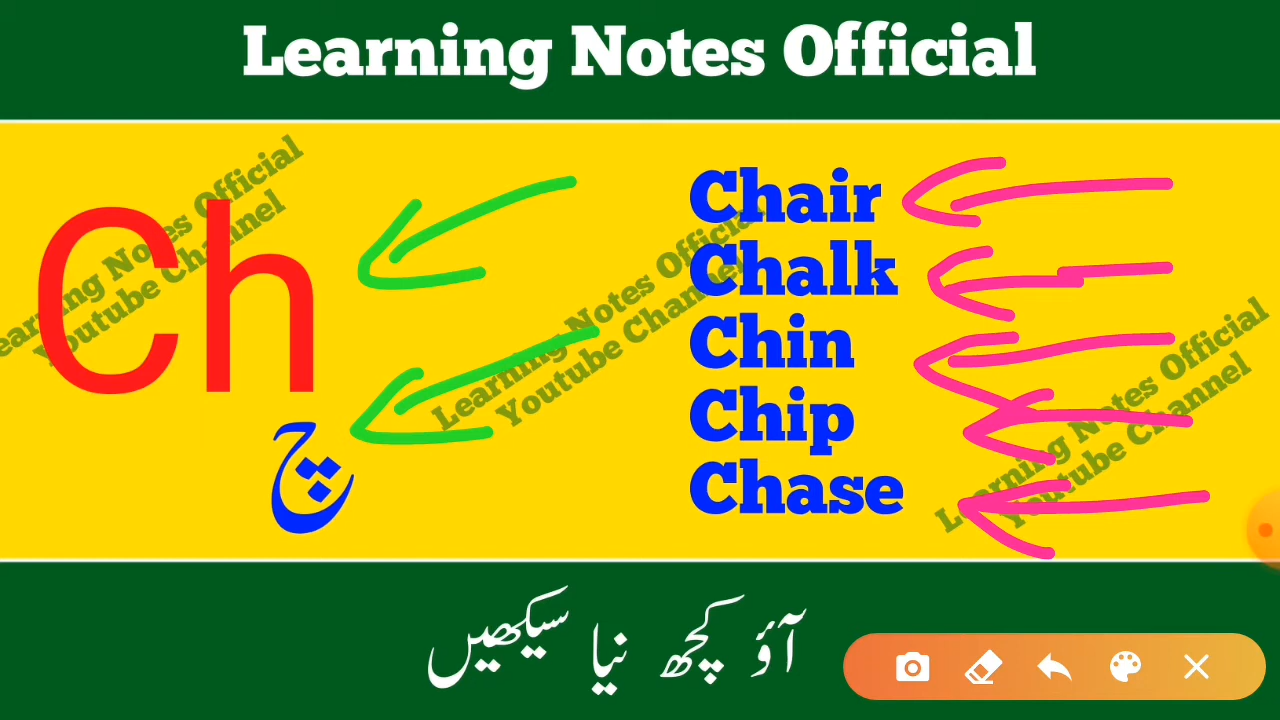 Learning Notes Official
Learning Notes Official
Youtube Channel
Ch
چ
Learning Notes Official
Youtube Channel
Chair
Chalk
Chin
Chip
Chase
Learning Notes Official
Youtube Channel
آؤ کچھ نیا سیکھیں